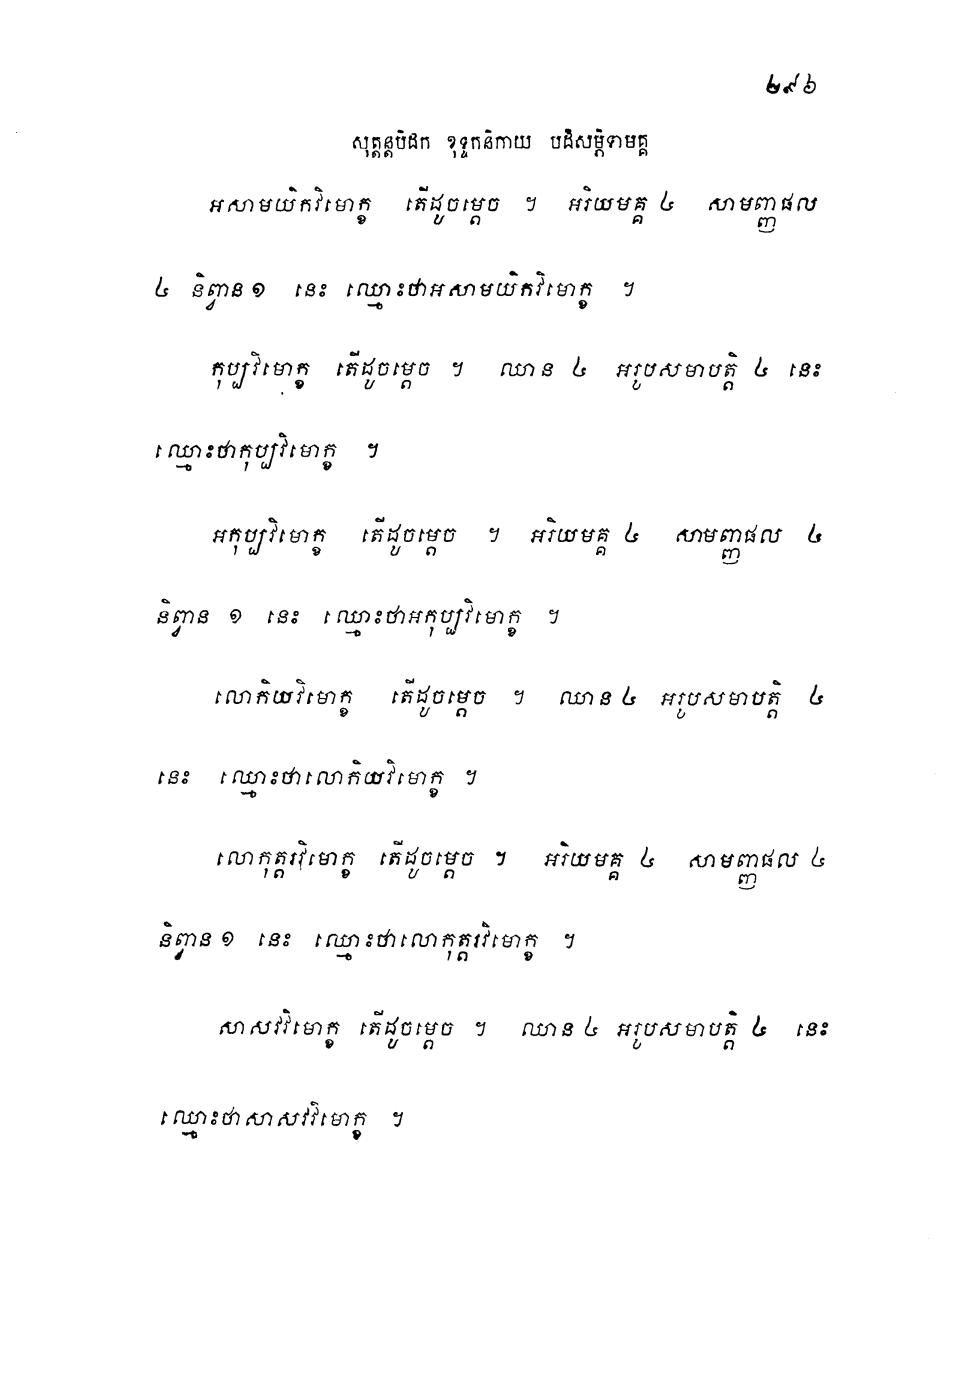 ២៩៦
សុត្តន្តបិដក ខុទ្ទកនិកាយ បដិសម្ភិទាមគ្គ
អសាមយិកវិមោក្ខ តើដូចម្តេច ។ អរិយមគ្គ ៤ សាមញ្ញផល
៤ និព្វាន ១ នេះ ឈ្មោះថាអសាមយិកវិមោក្ខ ។
កុប្បវិមោក្ខ តើដូចម្តេច ។ ឈាន ៤ អរូបសមាបត្តិ ៤ នេះ
ឈ្មោះថាកុប្បវិមោក្ខ ។
អកុប្បវិមោក្ខ តើដូចម្តេច ។ អរិយមគ្គ ៤ សាមញ្ញផល ៤
និព្វាន ១ នេះ ឈ្មោះថាអកុប្បវិមោក្ខ ។
លោកិយវិមោក្ខ តើដូចម្តេច ។ ឈាន ៤ អរូបសមាបត្តិ ៤
នេះ ឈ្មោះថាលោកិយវិមោក្ខ ។
លោកុត្តរវិមោក្ខ តើដូចម្តេច ។ អរិយមគ្គ ៤ សាមញ្ញផល ៤
និព្វាន ១ នេះ ឈ្មោះថាលោកុត្តរវិមោក្ខ ។
សាសវវិមោក្ខ តើដូចម្តេច ។ ឈាន ៤ អរូបសមាបត្តិ ៤ នេះ
ឈ្មោះថាសាសវវិមោក្ខ ។